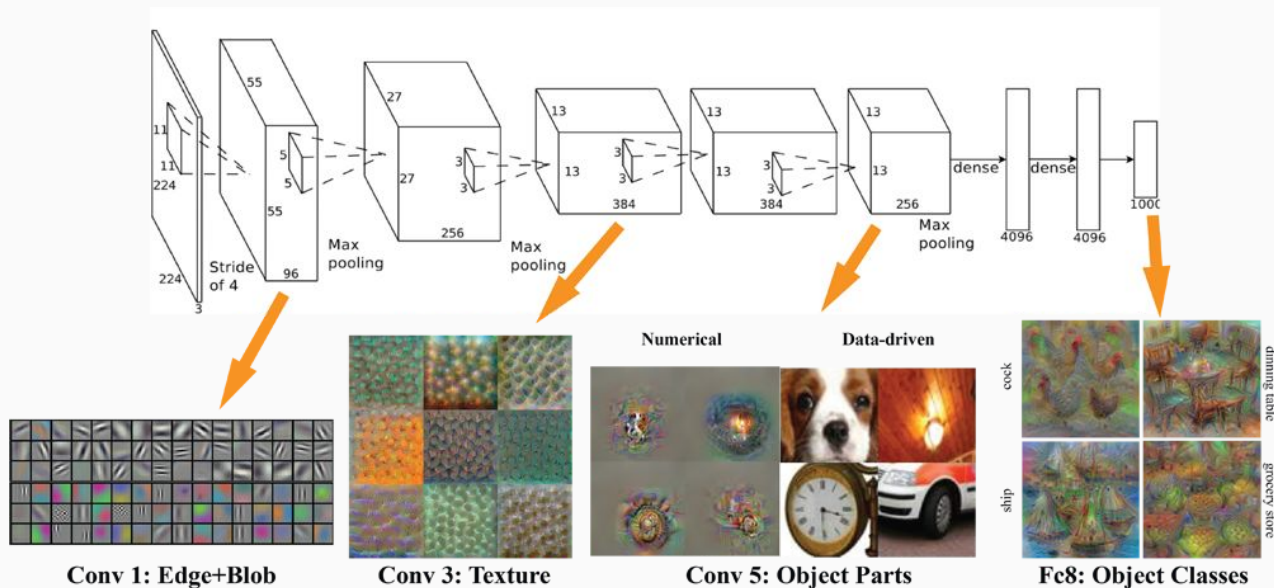 11
11
224
224
3
Stride
of 4
55
55
96
5
5
Max
pooling
27
27
256
3
3
Max
pooling
13
13
384
3
3
13
13
384
3
3
13
13
256
Max
pooling
dense
4096
dense
4096
1000
Numerical
Data-driven
cock
dining table
ship
grocery store
Conv 1: Edge+Blob
Conv 3: Texture
Conv 5: Object Parts
Fc8: Object Classes